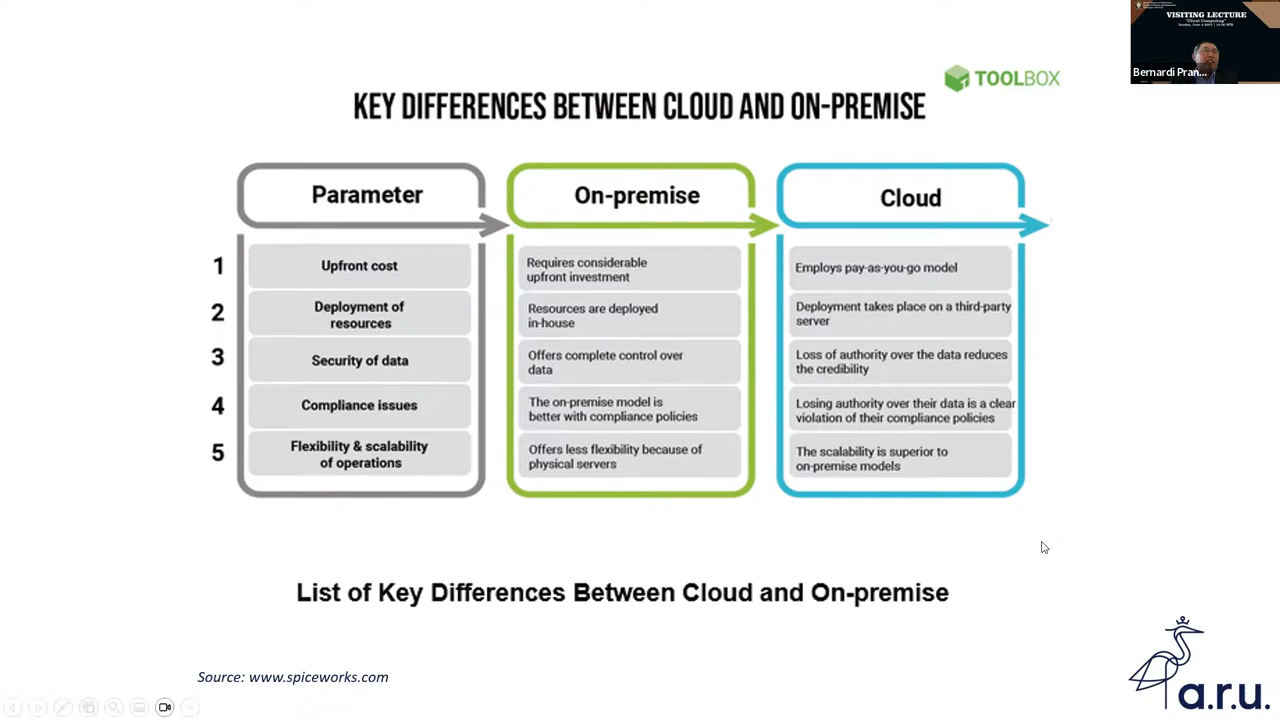 VISITING LECTURE
"Cloud Computing"
Bernardi Pran...
TOOLBOX
KEY DIFFERENCES BETWEEN CLOUD AND ON-PREMISE
Parameter
On-premise
Cloud
1
Upfront cost
Requires considerable
upfront investment
Employs pay-as-you-go model
2
Deployment of
resources
Resources are deployed
in-house
Deployment takes place on a third-party
server
3
Security of data
Offers complete control over
data
Loss of authority over the data reduces
the credibility
4
Compliance issues
The on-premise model is
better with compliance policies
Losing authority over their data is a clear
violation of their compliance policies
5
Flexibility & scalability
of operations
Offers less flexibility because of
physical servers
The scalability is superior to
on-premise models
List of Key Differences Between Cloud and On-premise
Source: www.spiceworks.com
a.r.u.